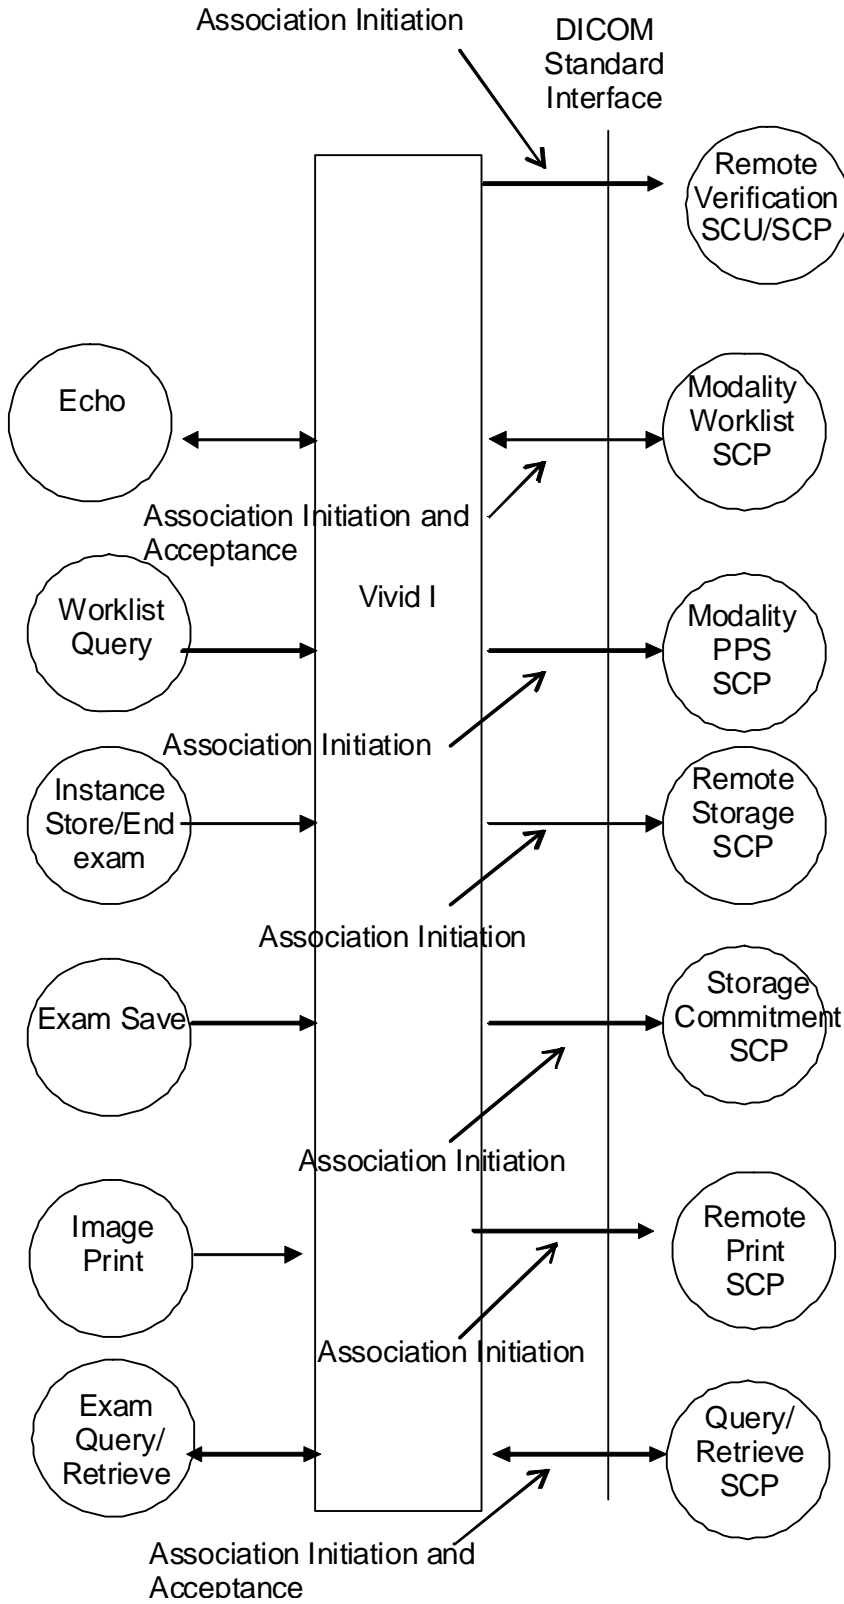 Association Initiation
DICOM
Standard
Interface
Remote
Verification
SCU/SCP
Echo
Modality
Worklist
SCP
Association Initiation and
Acceptance
Worklist
Query
Vivid I
Modality
PPS
SCP
Association Initiation
Instance
Store/End
exam
Remote
Storage
SCP
Association Initiation
Exam Save
Storage
Commitment
SCP
Association Initiation
Image
Print
Remote
Print
SCP
Association Initiation
Exam
Query/
Retrieve
Query/
Retrieve
SCP
Association Initiation and
Acceptance